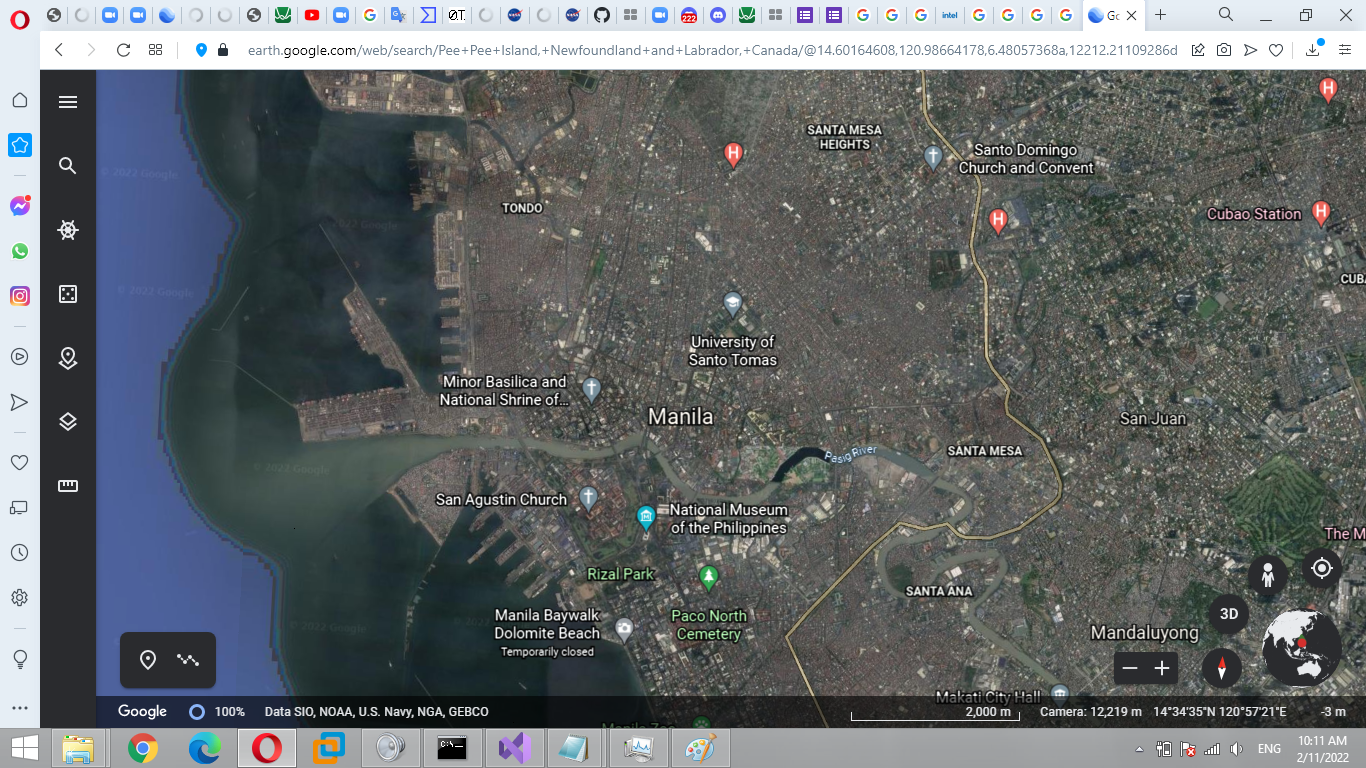 222
ØT.
intel
Go
earth.google.com/web/search/Pee+Pee+Island,+Newfoundland+and+Labrador,+Canada/@14.60164608,120.98664178,6.48057368a,12212.21109286d
© 2022 Google
SANTA MESA
HEIGHTS
Santo Domingo
Church and Convent
TONDO
Cubao Station
© 2022 Google
© 2022 Google
CUB
University of
Santo Tomas
Minor Basilica and
National Shrine of...
Manila
San Juan
Pasig River
SANTA MESA
© 2022 Google
San Agustin Church
National Museum
of the Philippines
The M
Rizal Park
SANTA ANA
Manila Baywalk
Dolomite Beach
Temporarily closed
Paco North
Cemetery
3D
© 2022 Google
Mandaluyong
Makati City Hall
Manila Zoo
Google
100%
Data SIO, NOAA, U.S. Navy, NGA, GEBCO
2,000 m
Camera: 12,219 m
14°34'35"N 120°57'21"E
-3 m
ENG
10:11 AM
2/11/2022